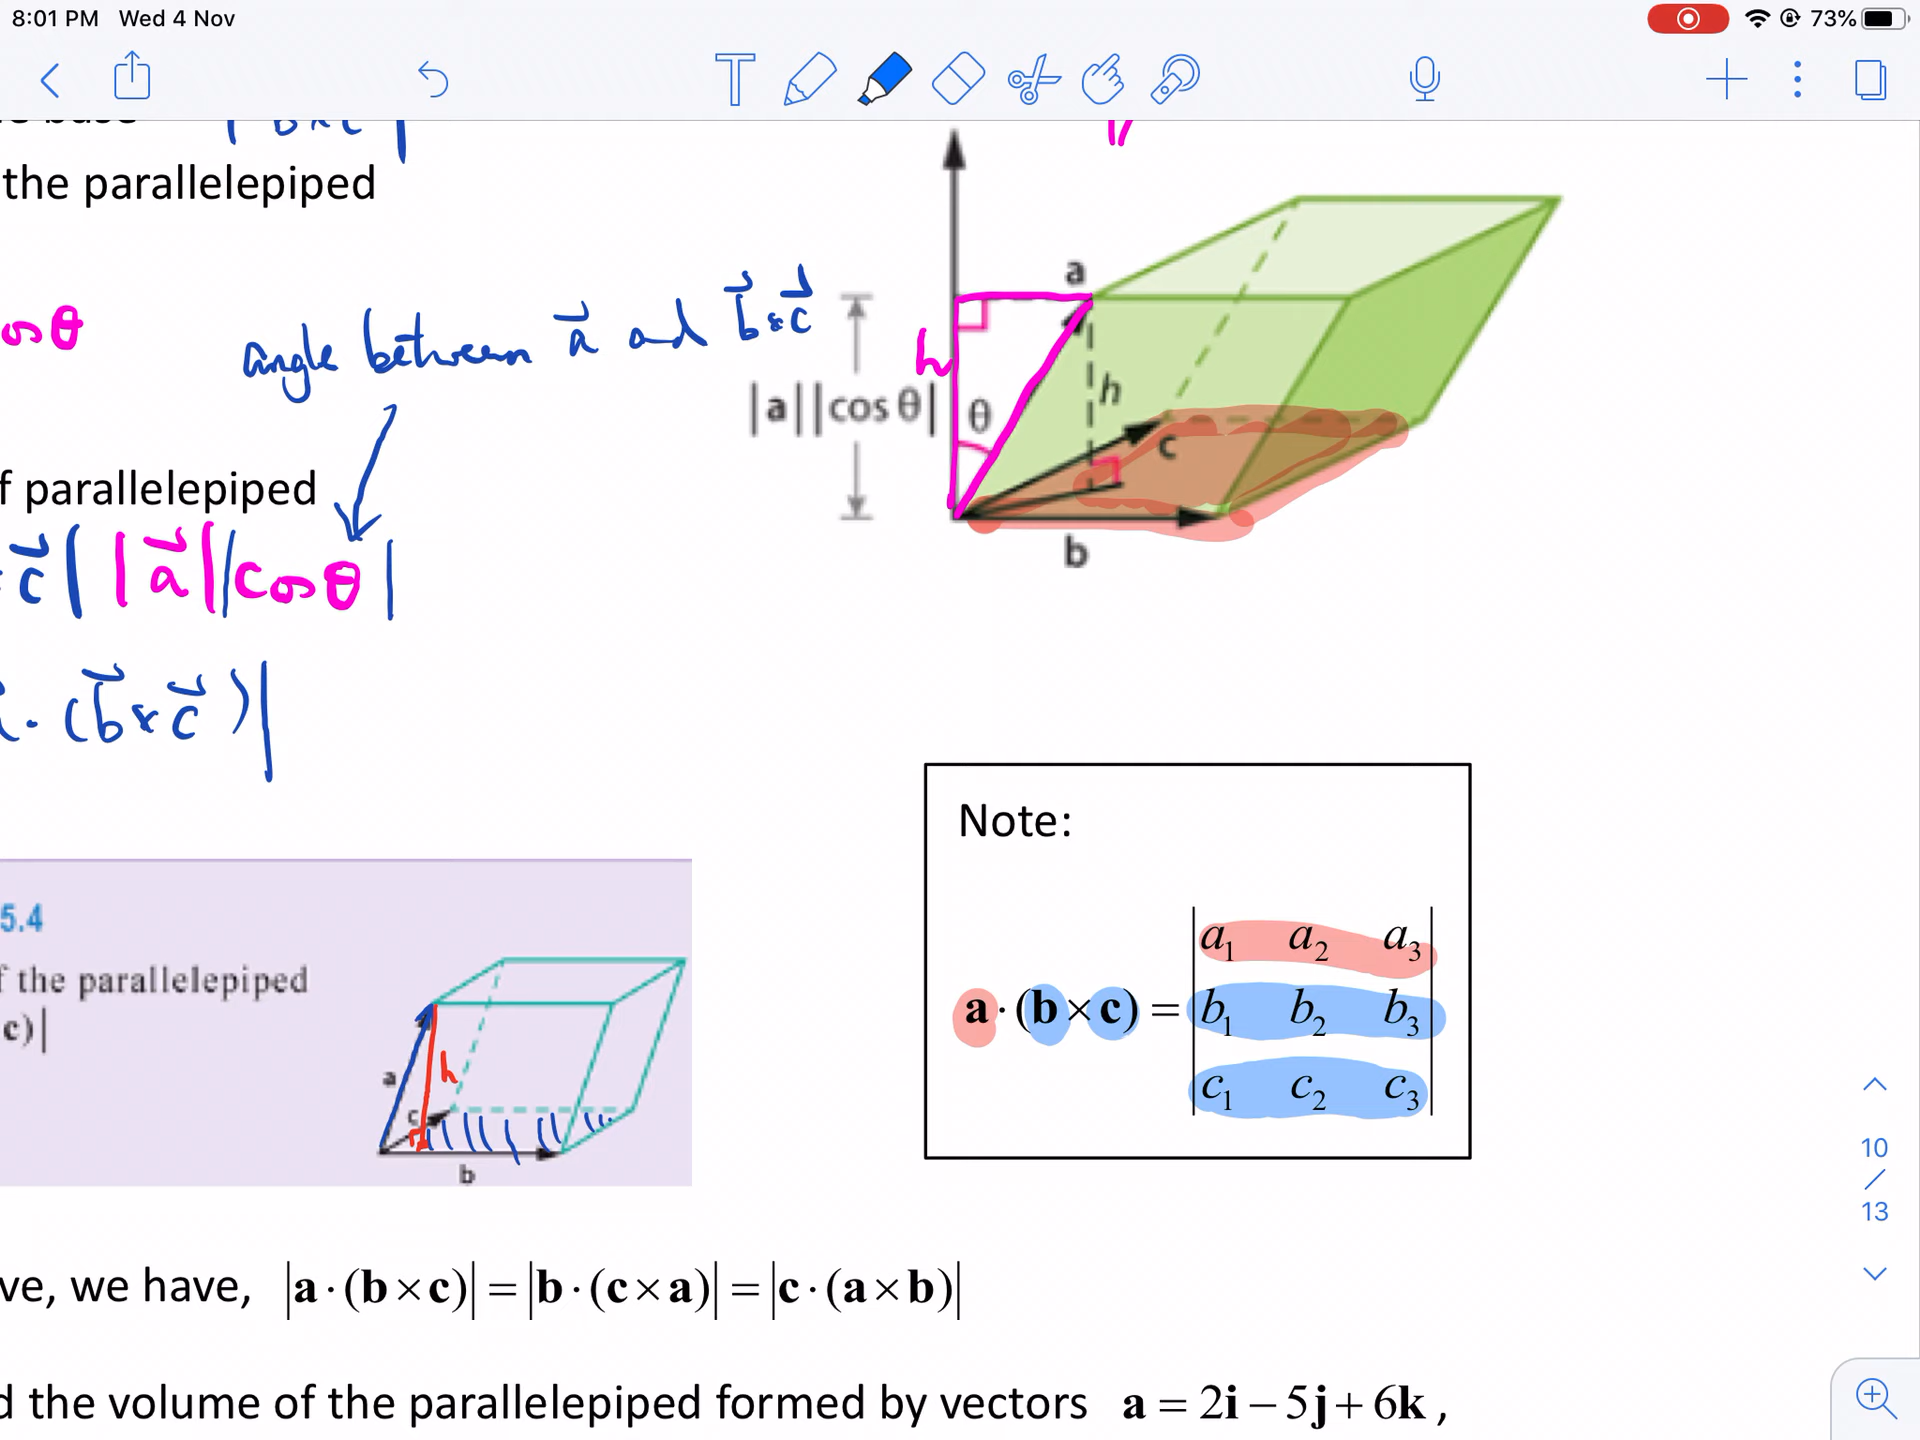 8:01 PM Wed 4 Nov
73%
the parallelepiped
os θ
angle between a⃗ and b⃗×c⃗
a
h
|a||cos θ|
θ
h
c
b
f parallelepiped
c⃗| |a⃗||cosθ|
· (b⃗×c⃗)|
Note:
a · (b × c) = | a₁ a₂ a₃ |
| b₁ b₂ b₃ |
| c₁ c₂ c₃ |
5.4
f the parallelepiped
c)|
a
h
c
b
10
/
13
ve, we have, |a · (b × c)| = |b · (c × a)| = |c · (a × b)|
d the volume of the parallelepiped formed by vectors a = 2i − 5j + 6k ,